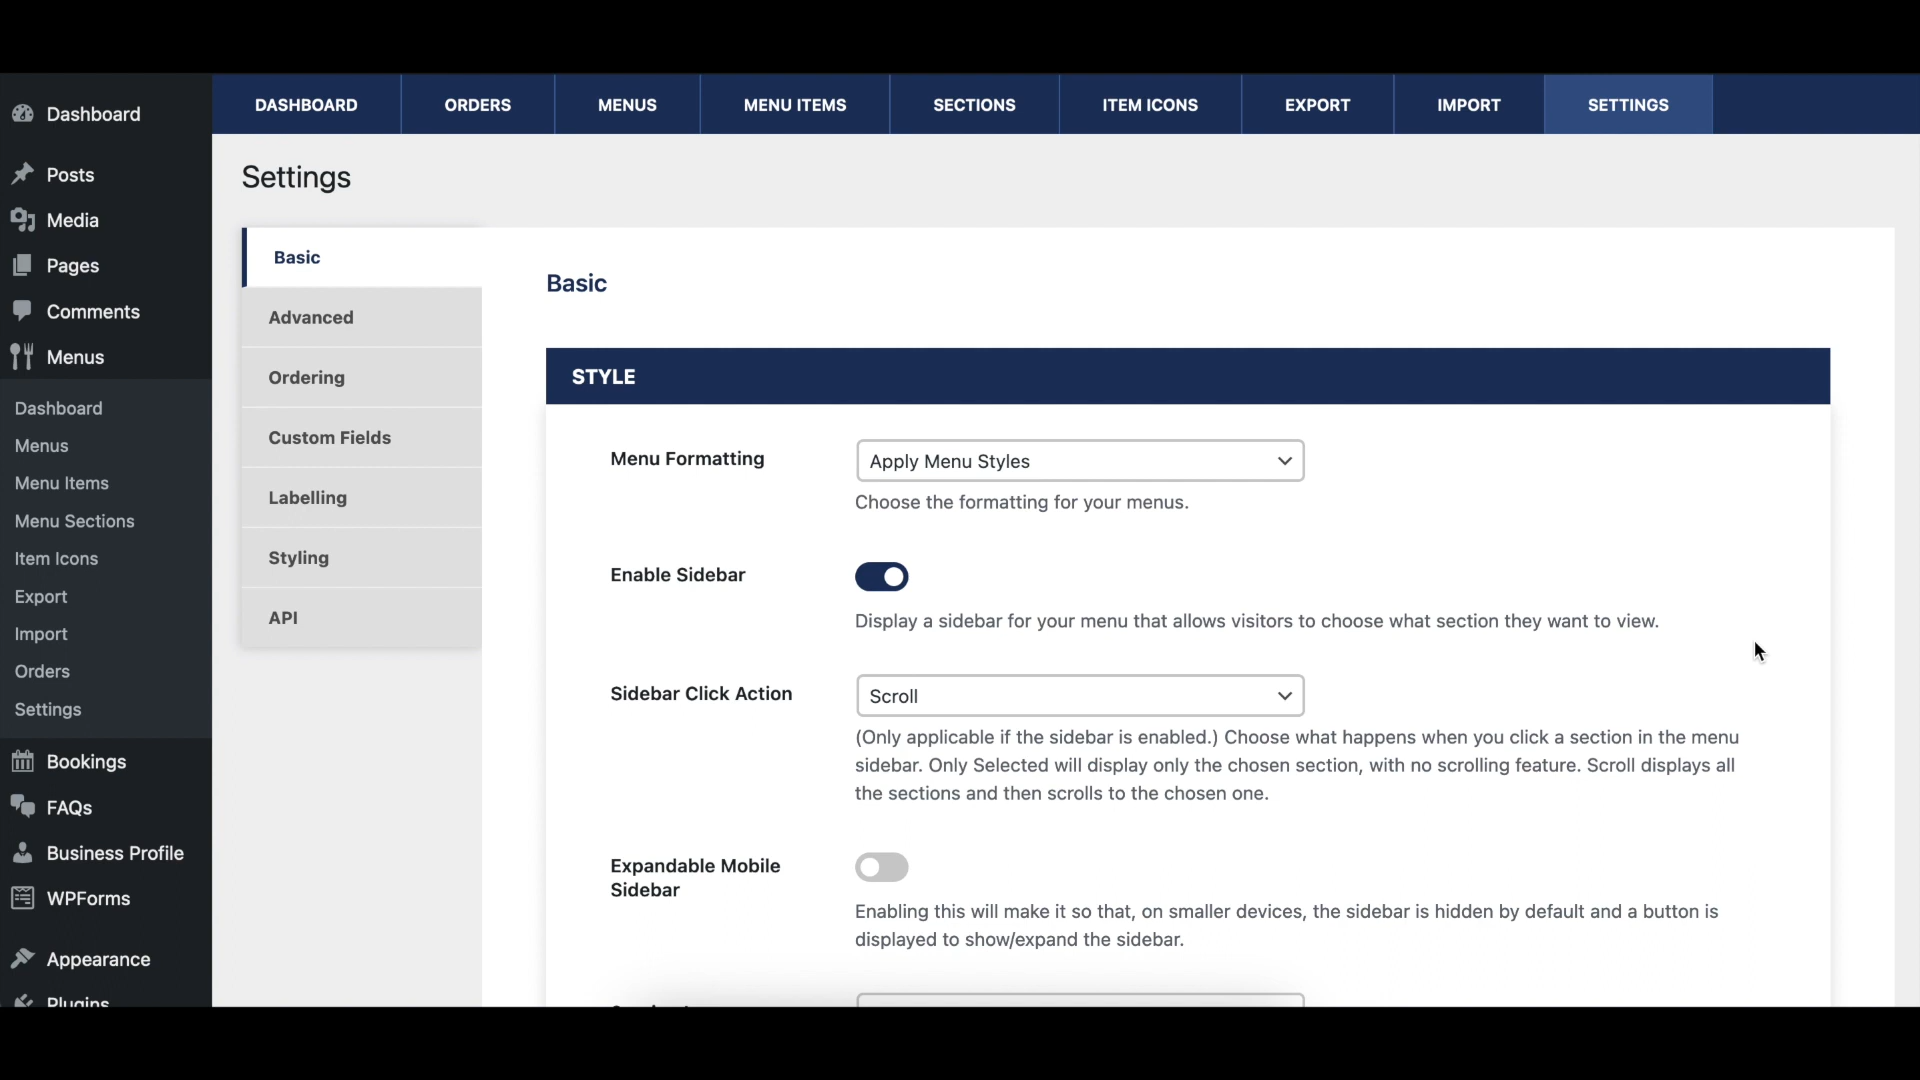 DASHBOARD
ORDERS
MENUS
MENU ITEMS
SECTIONS
ITEM ICONS
EXPORT
IMPORT
SETTINGS
Dashboard
Posts
Media
Pages
Comments
Menus
Dashboard
Menus
Menu Items
Menu Sections
Item Icons
Export
Import
Orders
Settings
Bookings
FAQs
Business Profile
WPForms
Appearance
Plugins
Settings
Basic
Advanced
Ordering
Custom Fields
Labelling
Styling
API
Basic
STYLE
Menu Formatting
Apply Menu Styles
Choose the formatting for your menus.
Enable Sidebar
Display a sidebar for your menu that allows visitors to choose what section they want to view.
Sidebar Click Action
Scroll
(Only applicable if the sidebar is enabled.) Choose what happens when you click a section in the menu
sidebar. Only Selected will display only the chosen section, with no scrolling feature. Scroll displays all
the sections and then scrolls to the chosen one.
Expandable Mobile
Sidebar
Enabling this will make it so that, on smaller devices, the sidebar is hidden by default and a button is
displayed to show/expand the sidebar.